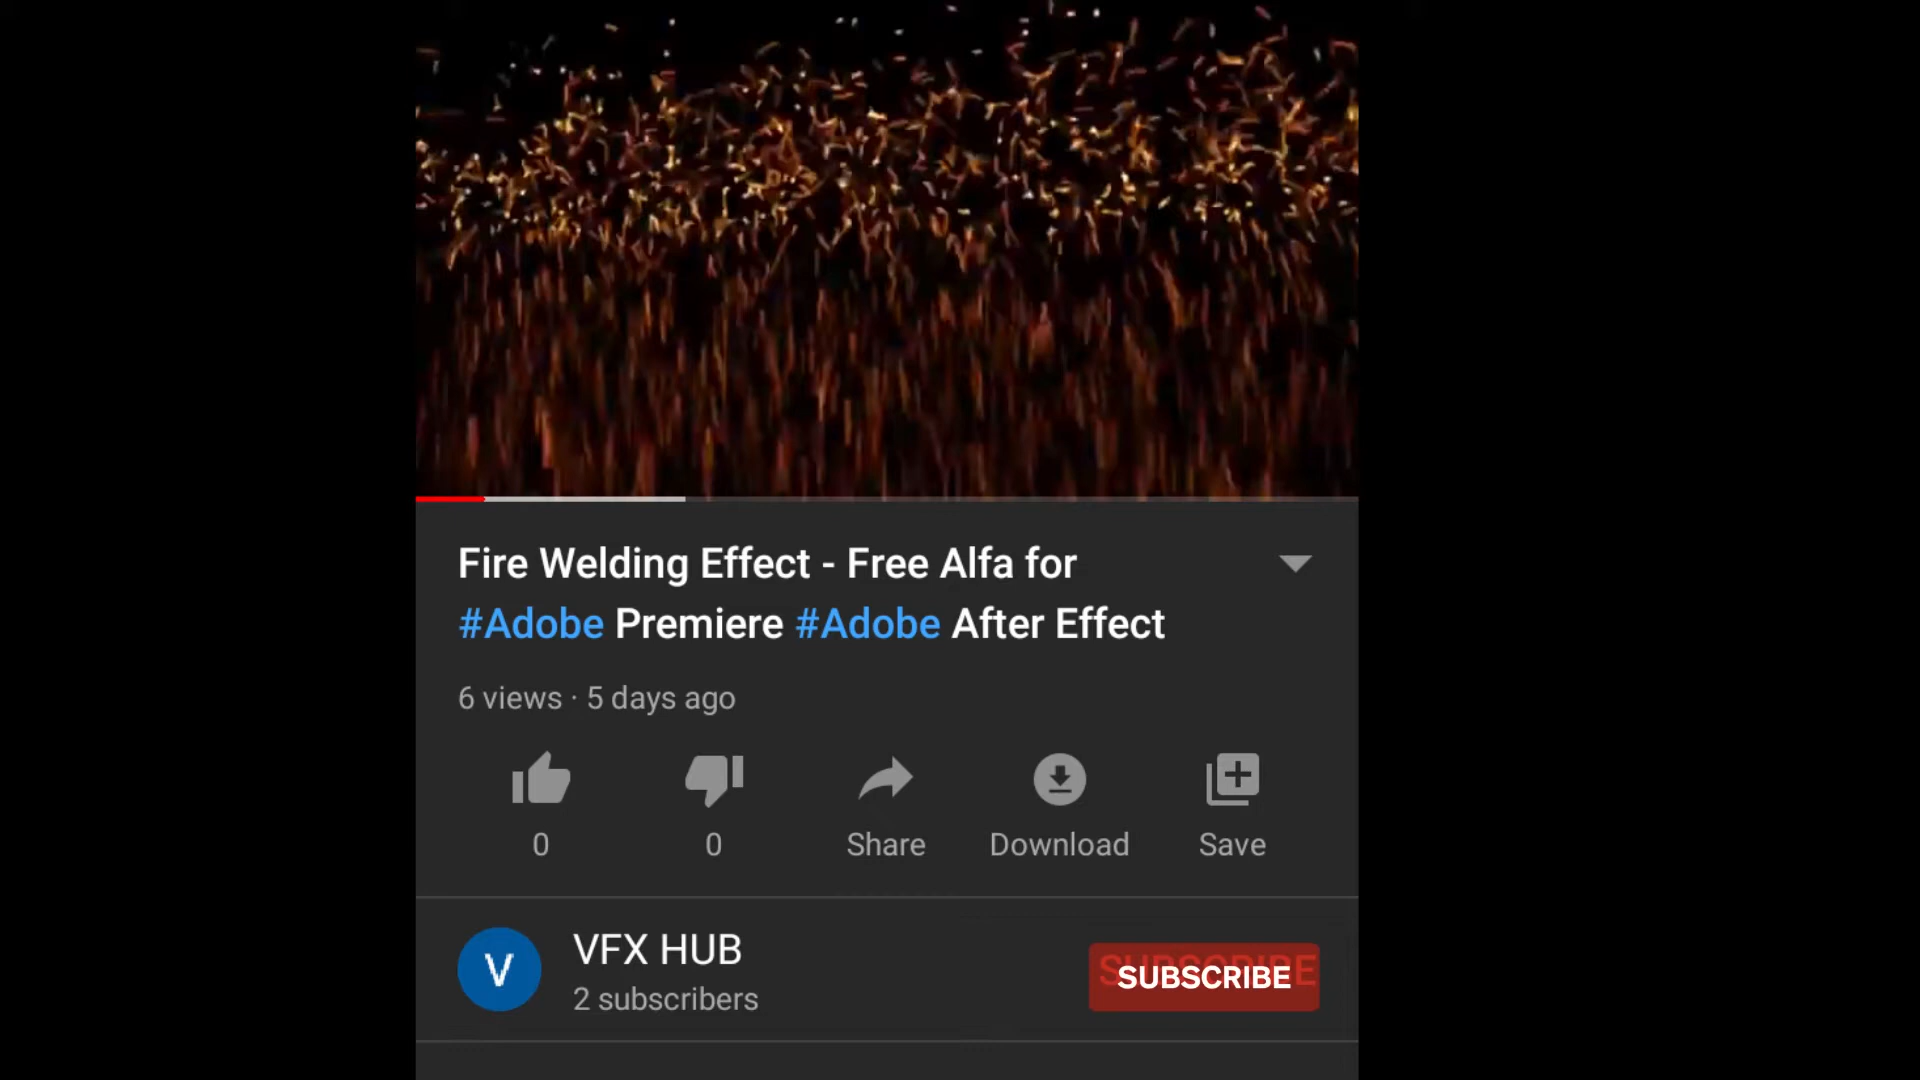 Fire Welding Effect - Free Alfa for
#Adobe Premiere #Adobe After Effect
6 views · 5 days ago
0
0
Share
Download
Save
V
VFX HUB
2 subscribers
SUBSCRIBE
SUBSCRIBE